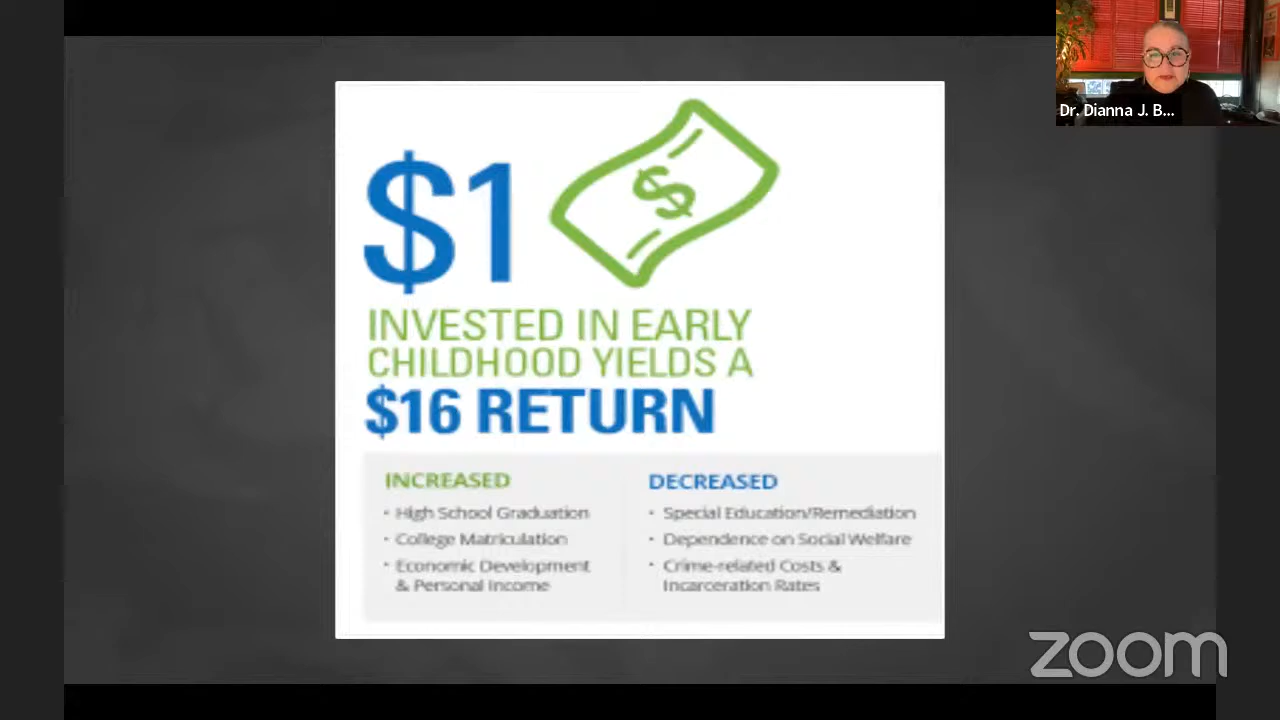 Dr. Dianna J. B...
$1
$
INVESTED IN EARLY
CHILDHOOD YIELDS A
$16 RETURN
INCREASED
• High School Graduation
• College Matriculation
• Economic Development
& Personal Income
DECREASED
• Special Education/Remediation
• Dependence on Social Welfare
• Crime-related Costs &
Incarceration Rates
zoom